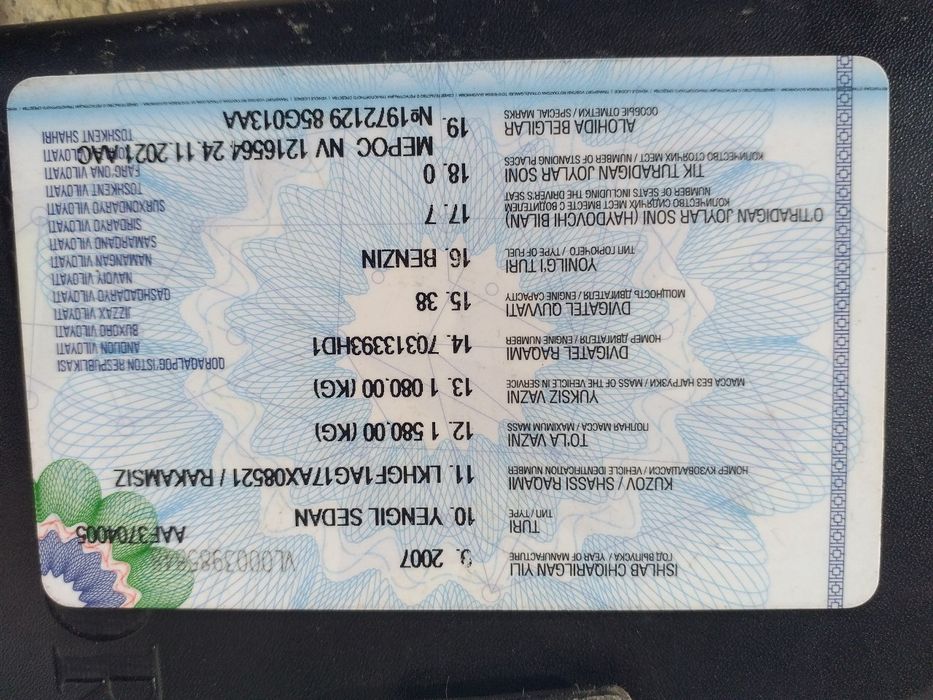 ISHLAB CHIQARILGAN YILI 9. 2007
ГОД ВЫПУСКА / YEAR OF MANUFACTURE
TURI 10. YENGIL SEDAN
ТИП / TYPE
KUZOV / SHASSI RAQAMI 11. LKHGF1AG17AX08521 / RAKAMSIZ
НОМЕР КУЗОВА/ШАССИ / VEHICLE IDENTIFICATION NUMBER
TO'LA VAZNI 12. 1 580,00 (KG)
ПОЛНАЯ МАССА / MAXIMUM MASS
YUKSIZ VAZNI 13. 1 080,00 (KG)
МАССА БЕЗ НАГРУЗКИ / MASS OF THE VEHICLE IN SERVICE
DVIGATEL RAQAMI 14. 70313393HD1
НОМЕР ДВИГАТЕЛЯ / ENGINE NUMBER
DVIGATEL QUVVATI 15. 38
МОЩНОСТЬ ДВИГАТЕЛЯ / ENGINE CAPACITY
YONILG'I TURI 16. BENZIN
ТИП ГОРЮЧЕГО / TYPE OF FUEL
O'TIRADIGAN JOYLAR SONI (HAYDOVCHI BILAN) 17. 7
КОЛИЧЕСТВО СИДЯЧИХ МЕСТ ВМЕСТЕ С ВОДИТЕЛЕМ
NUMBER OF SEATS INCLUDING THE DRIVER'S SEAT
TIK TURADIGAN JOYLAR SONI 18. 0
КОЛИЧЕСТВО СТОЯЧИХ МЕСТ / NUMBER OF STANDING PLACES
МЕРОС NV 1216564 24.11.2021 AAC
ALOHIDA BELGILAR 19. №1972129 85G013AA
ОСОБЫЕ ОТМЕТКИ / SPECIAL MARKS
AAF3704005
QORAQALPOG'ISTON RESPUBLIKASI
ANDIJON VILOYATI
BUXORO VILOYATI
JIZZAX VILOYATI
QASHQADARYO VILOYATI
NAVOIY VILOYATI
NAMANGAN VILOYATI
SAMARQAND VILOYATI
SIRDARYO VILOYATI
SURXONDARYO VILOYATI
TOSHKENT VILOYATI
FARG'ONA VILOYATI
TOSHKENT SHAHRI